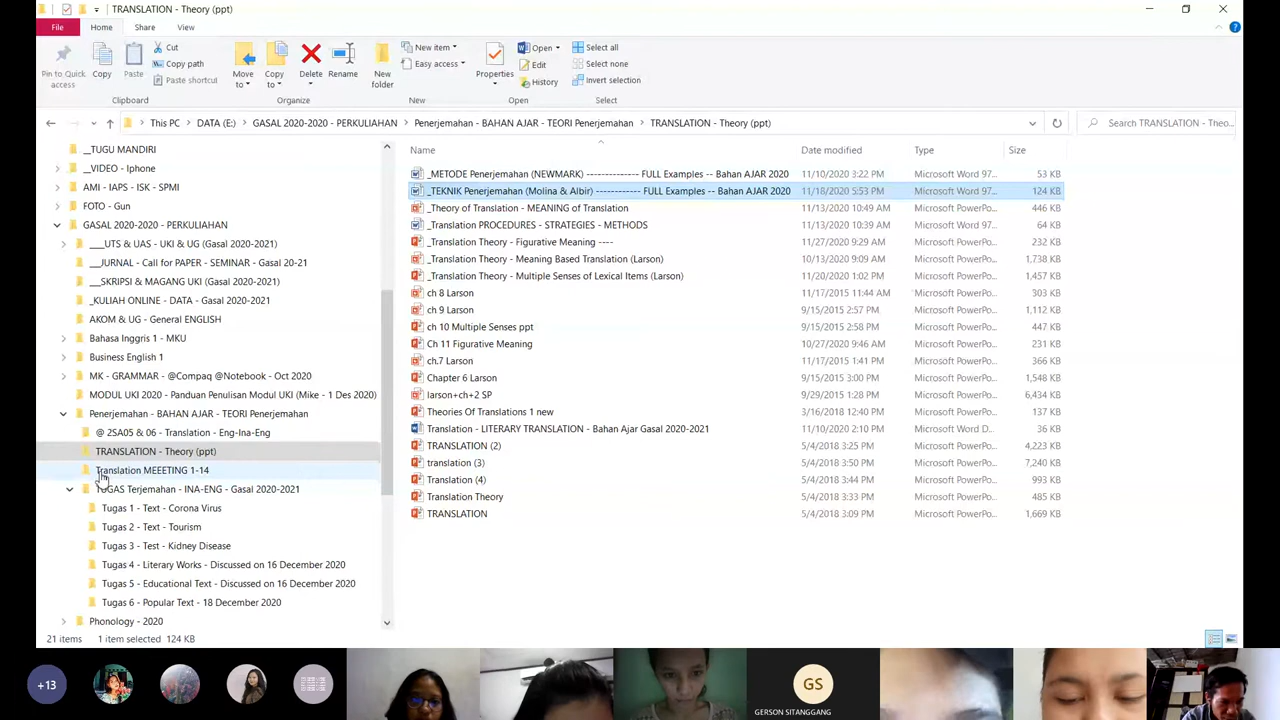 TRANSLATION - Theory (ppt)
File Home Share View
Pin to Quick access
Copy
Paste
Cut
Copy path
Paste shortcut
Clipboard
Move to
Copy to
Delete
Rename
Organize
New folder
New item
Easy access
New
Properties
Open
Edit
History
Open
Select all
Select none
Invert selection
Select
This PC DATA (E:) GASAL 2020-2020 - PERKULIAHAN Penerjemahan - BAHAN AJAR - TEORI Penerjemahan TRANSLATION - Theory (ppt)
Search TRANSLATION - Theo...
__TUGU MANDIRI
__VIDEO - Iphone
AMI - IAPS - ISK - SMPI
FOTO - Gun
GASAL 2020-2020 - PERKULIAHAN
___UTS & UAS - UKI & UG (Gasal 2020-2021)
__JURNAL - Call for PAPER - SEMINAR - Gasal 20-21
__SKRIPSI & MAGANG UKI (Gasal 2020-2021)
_KULIAH ONLINE - DATA - Gasal 2020-2021
AKOM & UG - General ENGLISH
Bahasa Inggris 1 - MKU
Business English 1
MK - GRAMMAR - @Compaq @Notebook - Oct 2020
MODUL UKI 2020 - Panduan Penulisan Modul UKI (Mike - 1 Des 2020)
Penerjemahan - BAHAN AJAR - TEORI Penerjemahan
@ 2SA05 & 06 - Translation - Eng-Ina-Eng
TRANSLATION - Theory (ppt)
Translation MEEETING 1-14
TUGAS Terjemahan - INA-ENG - Gasal 2020-2021
Tugas 1 - Text - Corona Virus
Tugas 2 - Text - Tourism
Tugas 3 - Test - Kidney Disease
Tugas 4 - Literary Works - Discussed on 16 December 2020
Tugas 5 - Educational Text - Discussed on 16 December 2020
Tugas 6 - Popular Text - 18 December 2020
Phonology - 2020
Name Date modified Type Size
_METODE Penerjemahan (NEWMARK) ------------- FULL Examples -- Bahan AJAR 2020 11/10/2020 3:22 PM Microsoft Word 97... 53 KB
_TEKNIK Penerjemahan (Molina & Albir) ------------ FULL Examples -- Bahan AJAR 2020 11/18/2020 5:53 PM Microsoft Word 97... 124 KB
_Theory of Translation - MEANING of Translation 11/13/2020 10:49 AM Microsoft PowerPo... 446 KB
_Translation PROCEDURES - STRATEGIES - METHODS 11/13/2020 10:39 AM Microsoft Word 97... 64 KB
_Translation Theory - Figurative Meaning ---- 11/27/2020 9:29 AM Microsoft PowerPo... 232 KB
_Translation Theory - Meaning Based Translation (Larson) 10/13/2020 9:09 AM Microsoft PowerPo... 1,738 KB
_Translation Theory - Multiple Senses of Lexical Items (Larson) 11/20/2020 1:02 PM Microsoft PowerPo... 1,457 KB
ch 8 Larson 11/17/2015 11:44 AM Microsoft PowerPo... 303 KB
ch 9 Larson 9/15/2015 2:57 PM Microsoft PowerPo... 1,112 KB
ch 10 Multiple Senses ppt 9/15/2015 2:58 PM Microsoft PowerPo... 447 KB
Ch 11 Figurative Meaning 10/27/2020 9:46 AM Microsoft PowerPo... 231 KB
ch.7 Larson 11/17/2015 1:41 PM Microsoft PowerPo... 366 KB
Chapter 6 Larson 9/15/2015 3:00 PM Microsoft PowerPo... 1,548 KB
larson+ch+2 SP 9/29/2015 1:28 PM Microsoft PowerPo... 6,434 KB
Theories Of Translations 1 new 3/16/2018 12:40 PM Microsoft PowerPo... 137 KB
Translation - LITERARY TRANSLATION - Bahan Ajar Gasal 2020-2021 11/10/2020 2:10 PM Microsoft Word D... 36 KB
TRANSLATION (2) 5/4/2018 3:25 PM Microsoft PowerPo... 4,223 KB
translation (3) 5/4/2018 3:50 PM Microsoft PowerPo... 7,240 KB
Translation (4) 5/4/2018 3:44 PM Microsoft PowerPo... 993 KB
Translation Theory 5/4/2018 3:33 PM Microsoft PowerPo... 485 KB
TRANSLATION 5/4/2018 3:09 PM Microsoft PowerPo... 1,669 KB
21 items 1 item selected 124 KB
+13
GS
GERSON SITANGGANG